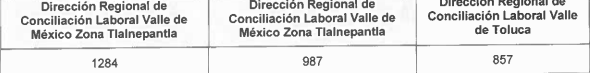 Dirección Regional de
Conciliación Laboral Valle de
México Zona Tlalnepantla
Dirección Regional de
Conciliación Laboral Valle de
México Zona Tlalnepantla
Dirección Regional de
Conciliación Laboral Valle
de Toluca
1284
987
857